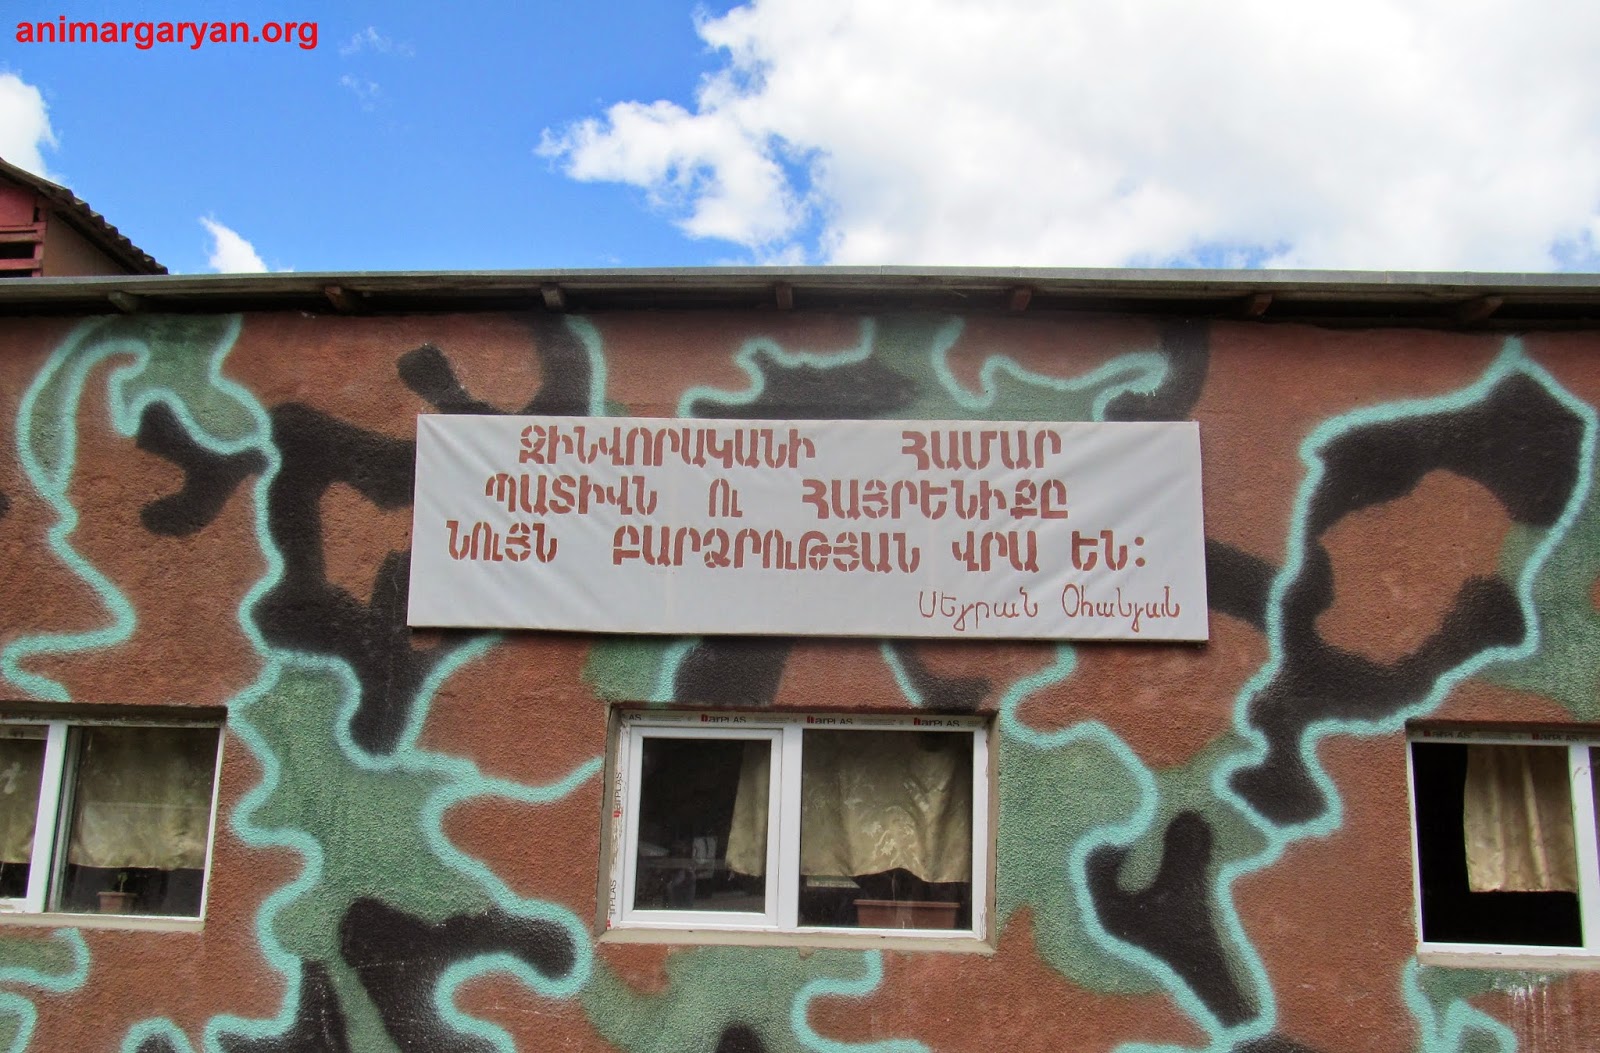 animargaryan.org
ԶԻՆՎՈՐԱԿԱՆԻ ՀԱՄԱՐ
ՊԱՏԻՎՆ ՈՒ ՀԱՅՐԵՆԻՔԸ
ՆՈՒՅՆ ԲԱՐՁՐՈՒԹՅԱՆ ՎՐԱ ԵՆ:
Սեյրան Օհանյան